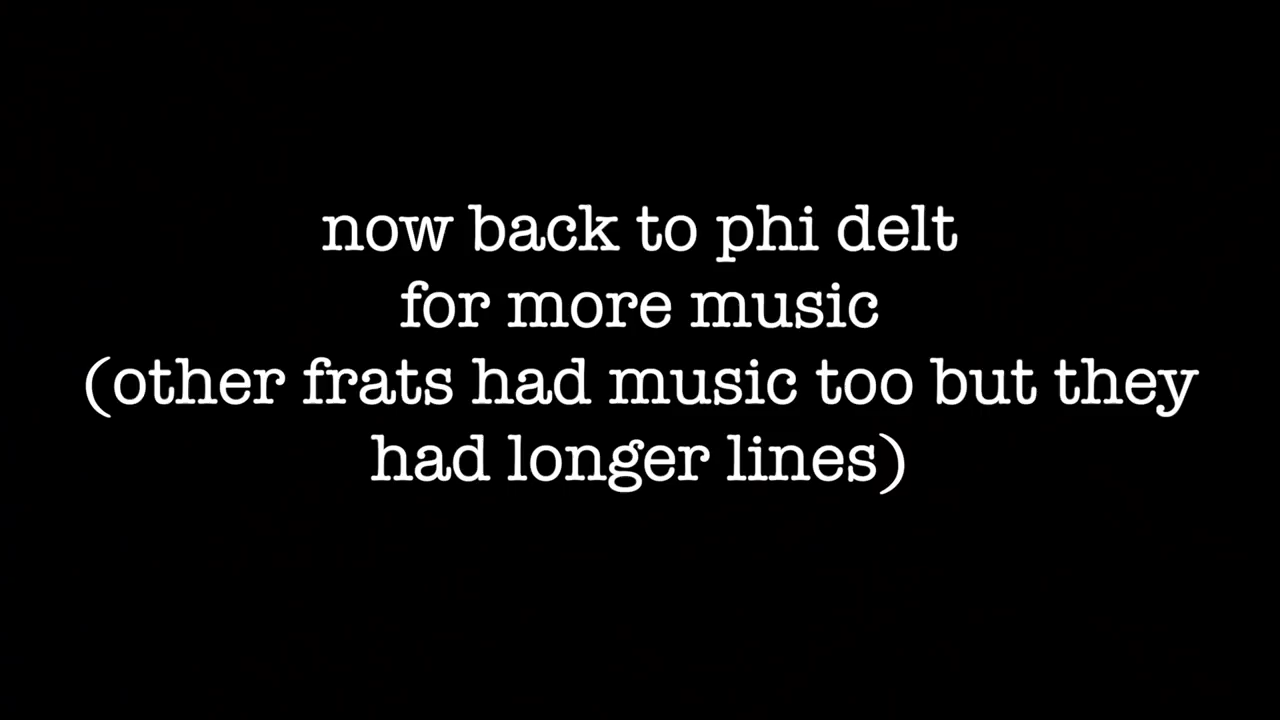 now back to phi delt
for more music
(other frats had music too but they
had longer lines)